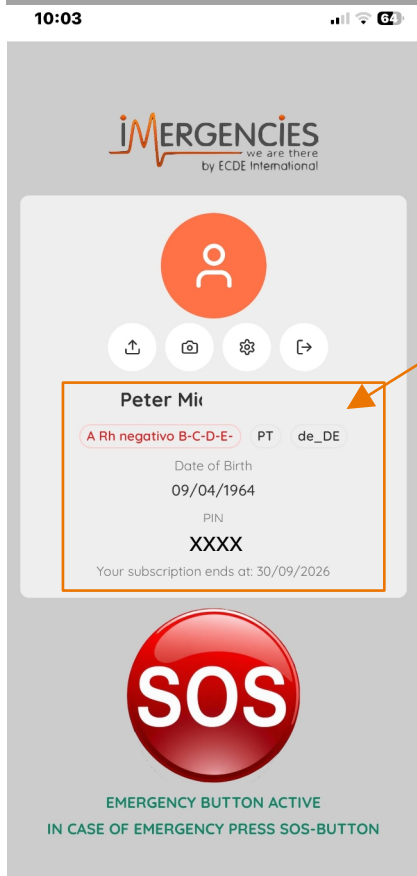 10:03
64
iMERGENCIES
we are there
by ECDE International
Peter
A Rh negativo B-C-D-E- PT de_DE
Date of Birth
09/04/1964
PIN
XXXX
Your subscription ends at: 30/09/2026
SOS
EMERGENCY BUTTON ACTIVE
IN CASE OF EMERGENCY PRESS SOS-BUTTON